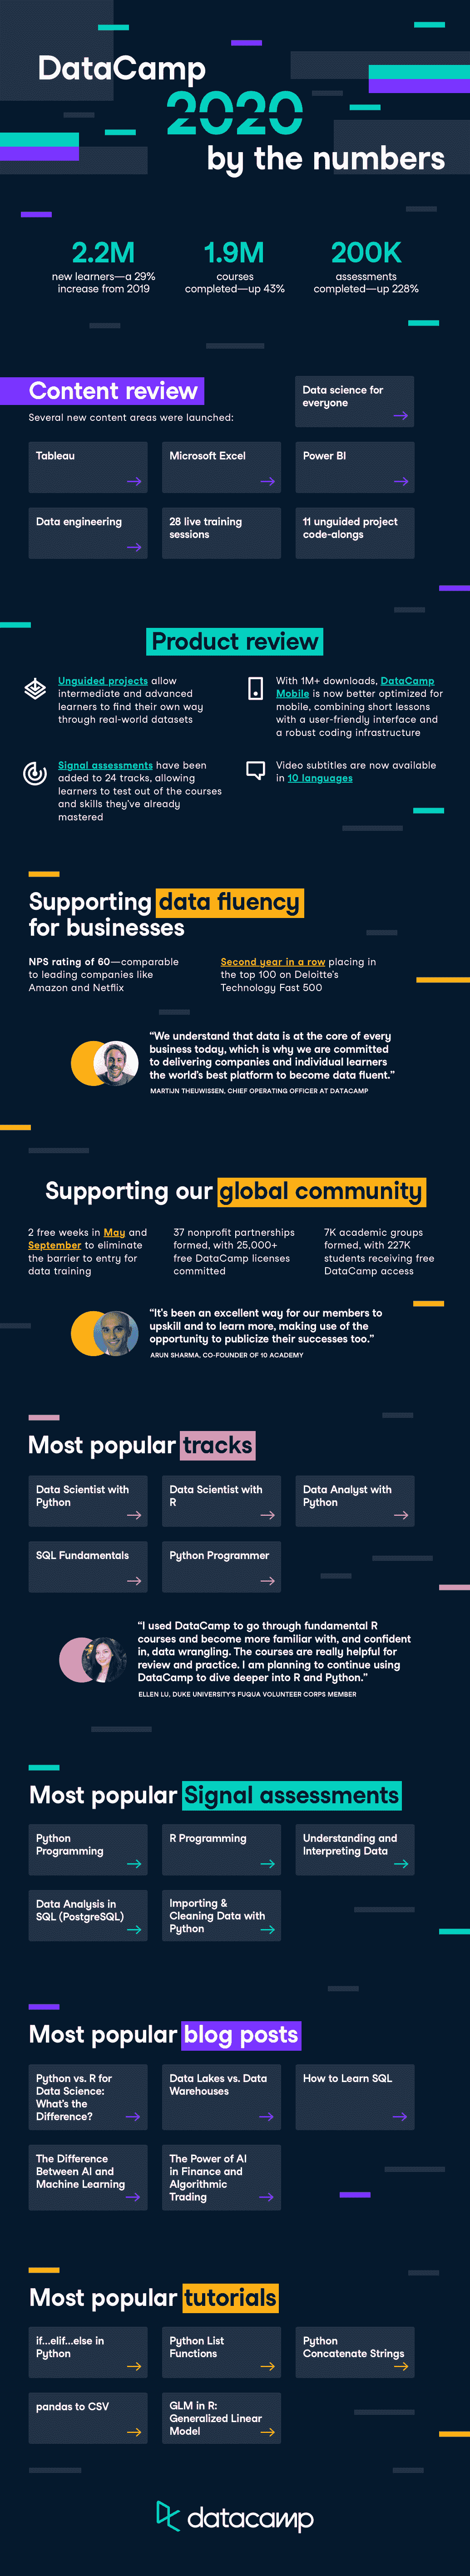 DataCamp
2020
by the numbers
2.2M
new learners—a 29%
increase from 2019
1.9M
courses
completed—up 43%
200K
assessments
completed—up 228%
Content review
Several new content areas were launched:
Data science for
everyone
Tableau
Microsoft Excel
Power BI
Data engineering
28 live training
sessions
11 unguided project
code-alongs
Product review
Unguided projects allow
intermediate and advanced
learners to find their own way
through real-world datasets
With 1M+ downloads, DataCamp
Mobile is now better optimized for
mobile, combining short lessons
with a user-friendly interface and
a robust coding infrastructure
Signal assessments have been
added to 24 tracks, allowing
learners to test out of the courses
and skills they've already
mastered
Video subtitles are now available
in 10 languages
Supporting data fluency
for businesses
NPS rating of 60—comparable
to leading companies like
Amazon and Netflix
Second year in a row placing in
the top 100 on Deloitte's
Technology Fast 500
“We understand that data is at the core of every
business today, which is why we are committed
to delivering companies and individual learners
the world's best platform to become data fluent.”
MARTIJN THEUWISSEN, CHIEF OPERATING OFFICER AT DATACAMP
Supporting our global community
2 free weeks in May and
September to eliminate
the barrier to entry for
data training
37 nonprofit partnerships
formed, with 25,000+
free DataCamp licenses
committed
7K academic groups
formed, with 227K
students receiving free
DataCamp access
“It's been an excellent way for our members to
upskill and to learn more, making use of the
opportunity to publicize their successes too.”
ARUN SHARMA, CO-FOUNDER OF 10 ACADEMY
Most popular tracks
Data Scientist with
Python
Data Scientist with
R
Data Analyst with
Python
SQL Fundamentals
Python Programmer
“I used DataCamp to go through fundamental R
courses and become more familiar with, and confident
in, data wrangling. The courses are really helpful for
review and practice. I am planning to continue using
DataCamp to dive deeper into R and Python.”
ELLEN LU, DUKE UNIVERSITY'S FUQUA VOLUNTEER CORPS MEMBER
Most popular Signal assessments
Python
Programming
R Programming
Understanding and
Interpreting Data
Data Analysis in
SQL (PostgreSQL)
Importing &
Cleaning Data with
Python
Most popular blog posts
Python vs. R for
Data Science:
What's the
Difference?
Data Lakes vs. Data
Warehouses
How to Learn SQL
The Difference
Between AI and
Machine Learning
The Power of AI
in Finance and
Algorithmic
Trading
Most popular tutorials
if...elif...else in
Python
Python List
Functions
Python
Concatenate Strings
pandas to CSV
GLM in R:
Generalized Linear
Model
datacamp